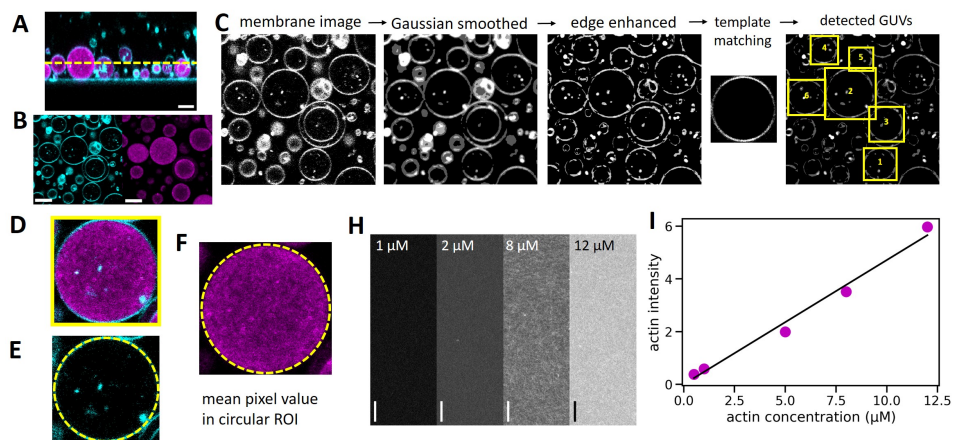 A
B
C
membrane image
Gaussian smoothed
edge enhanced
template
matching
detected GUVs
4
5
6
2
3
1
D
E
F
mean pixel value
in circular ROI
H
1 μM
2 μM
8 μM
12 μM
I
actin intensity
6
4
2
0
0.0
2.5
5.0
7.5
10.0
12.5
actin concentration (μM)